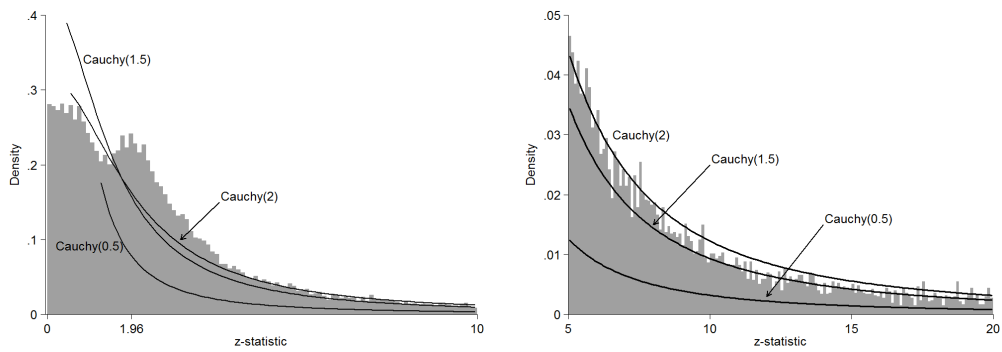 .4
.3
.2
.1
0
Density
Cauchy(1.5)
Cauchy(2)
Cauchy(0.5)
0
1.96
10
z-statistic
.05
.04
.03
.02
.01
0
Density
Cauchy(2)
Cauchy(1.5)
Cauchy(0.5)
5
10
15
20
z-statistic